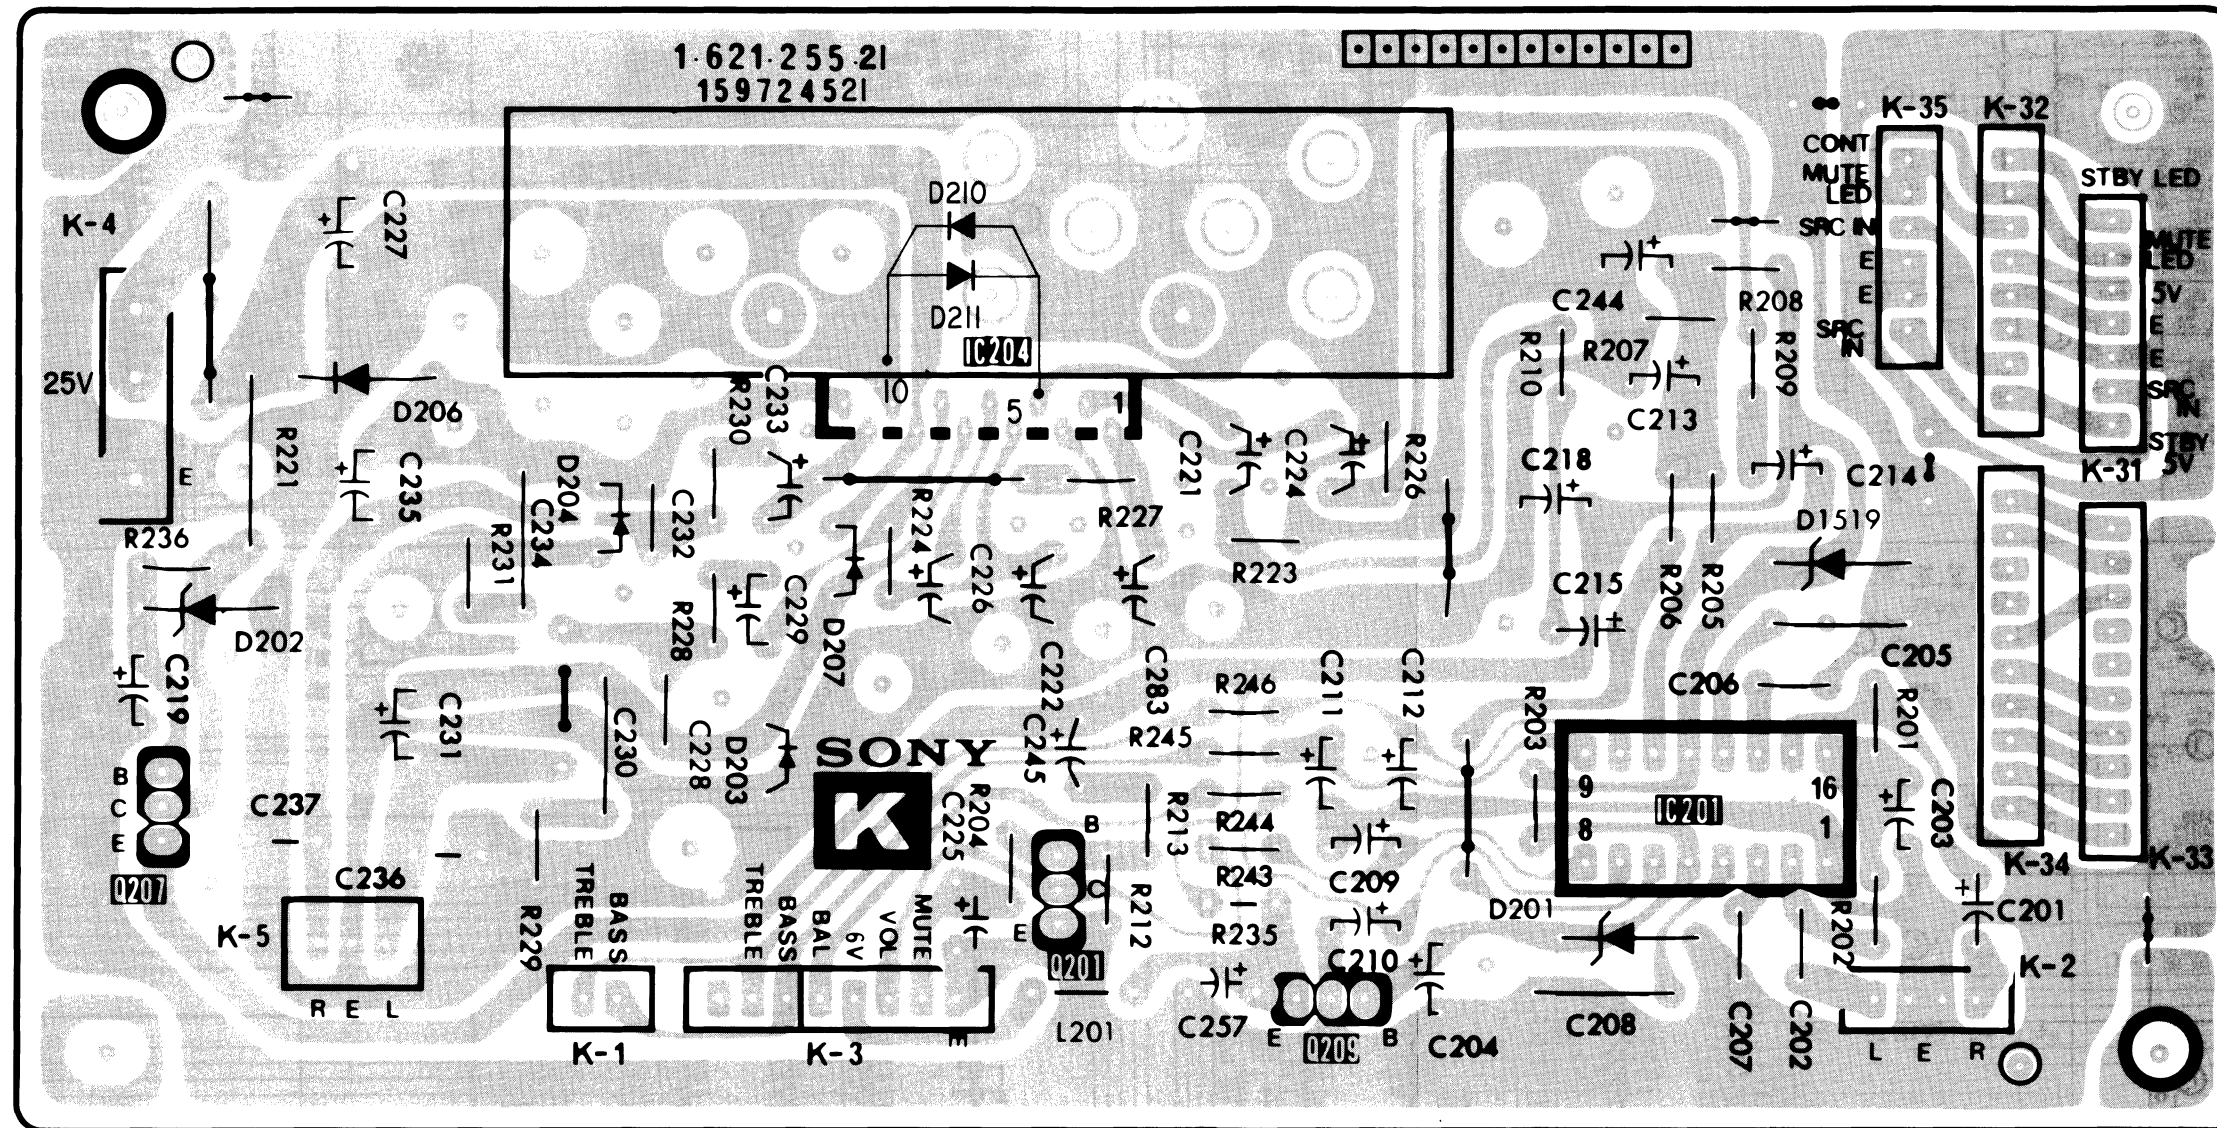 1-621-255-21
159724521
K-35
K-32
CONT
MUTE
LED
SRC IN
E
E
SRC
IN
STBY LED
MUTE
LED
5V
E
E
SRC
IN
STBY
5V
K-31
K-4
C227
25V
D206
R221
C235
E
R236
D202
C219
C231
B
C
E
Q207
C237
C236
K-5
R E L
D210
D211
IC204
10
5
1
R230
C233
D204
C234
R231
C232
R228
C229
D207
R224
C226
R227
C221
C224
R226
R223
C222
C283
C245
C230
C228
D203
SONY
K
R204
C225
R229
TREBLE
BASS
TREBLE
BASS
BAL
6V
VOL
MUTE
E
K-1
K-3
B
C
E
Q201
L201
R213
R212
R246
R245
R244
R243
R235
C257
C211
C212
C209
C210
E
B
Q209
C204
C244
R208
R207
R210
R209
C213
C218
C214
D1519
C215
R206
R205
C205
C206
R203
R201
9
16
IC201
8
1
C203
K-34
K-33
D201
R202
C201
K-2
C208
C207
C202
L E R